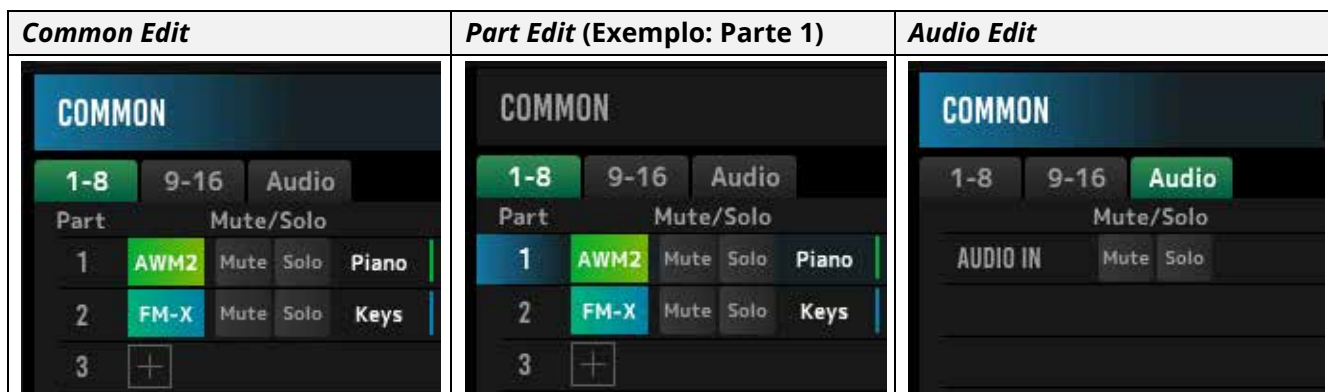 Common Edit
Part Edit (Exemplo: Parte 1)
Audio Edit
COMMON
1-8 9-16 Audio
Part Mute/Solo
1 AWM2 Mute Solo Piano
2 FM-X Mute Solo Keys
3 +
COMMON
1-8 9-16 Audio
Part Mute/Solo
1 AWM2 Mute Solo Piano
2 FM-X Mute Solo Keys
3 +
COMMON
1-8 9-16 Audio
Mute/Solo
AUDIO IN Mute Solo